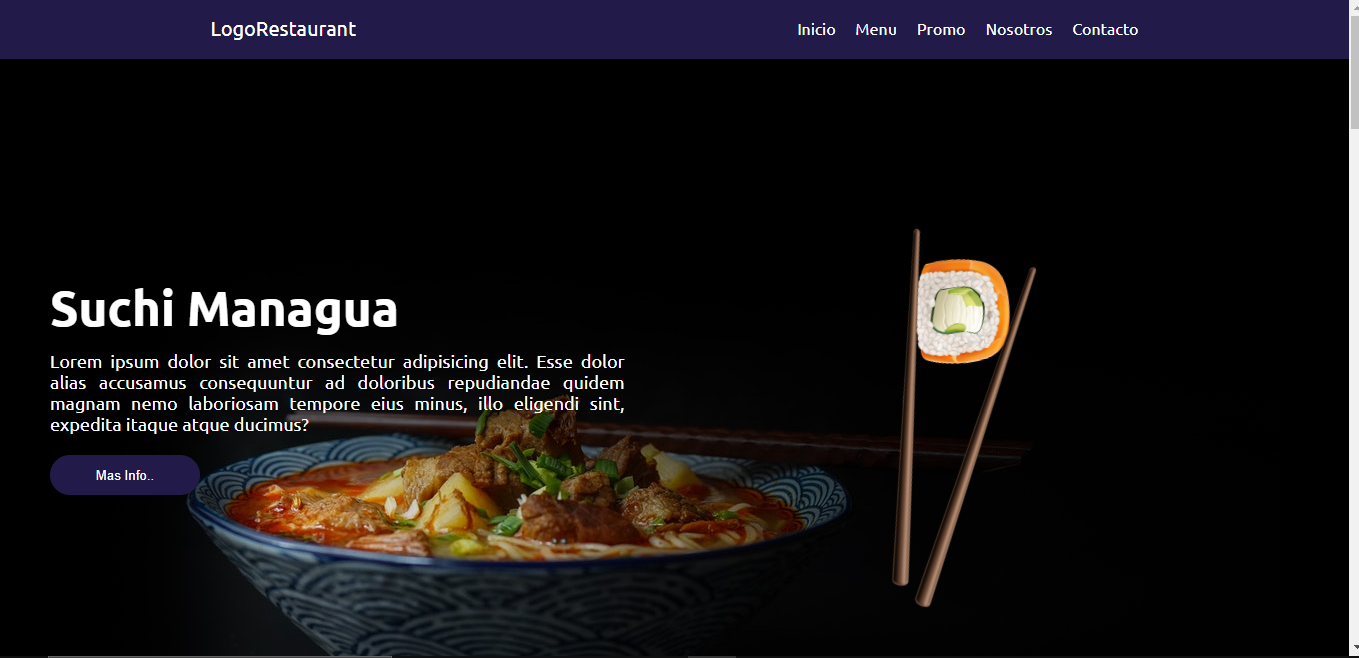 LogoRestaurant
Inicio Menu Promo Nosotros Contacto
Suchi Managua
Lorem ipsum dolor sit amet consectetur adipisicing elit. Esse dolor
alias accusamus consequuntur ad doloribus repudiandae quidem
magnam nemo laboriosam tempore eius minus, illo eligendi sint,
expedita itaque atque ducimus?
Mas Info..